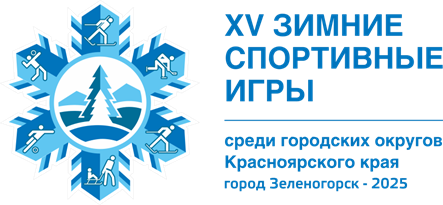 XV ЗИМНИЕ
СПОРТИВНЫЕ
ИГРЫ
среди городских округов
Красноярского края
город Зеленогорск - 2025